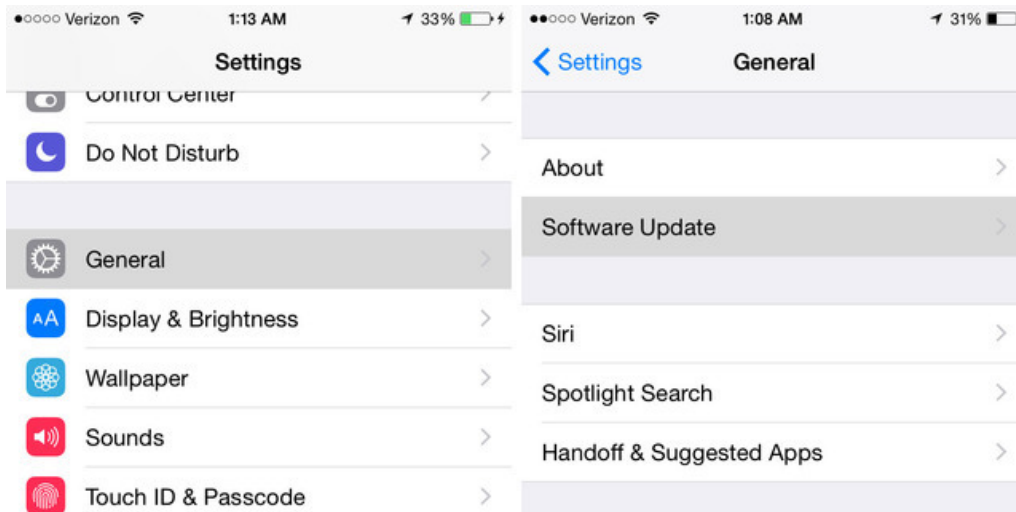 Verizon 1:13 AM 33%
Settings
Control Center
Do Not Disturb
General
Display & Brightness
AA
Wallpaper
Sounds
Touch ID & Passcode
Verizon 1:08 AM 31%
Settings General
About
Software Update
Siri
Spotlight Search
Handoff & Suggested Apps